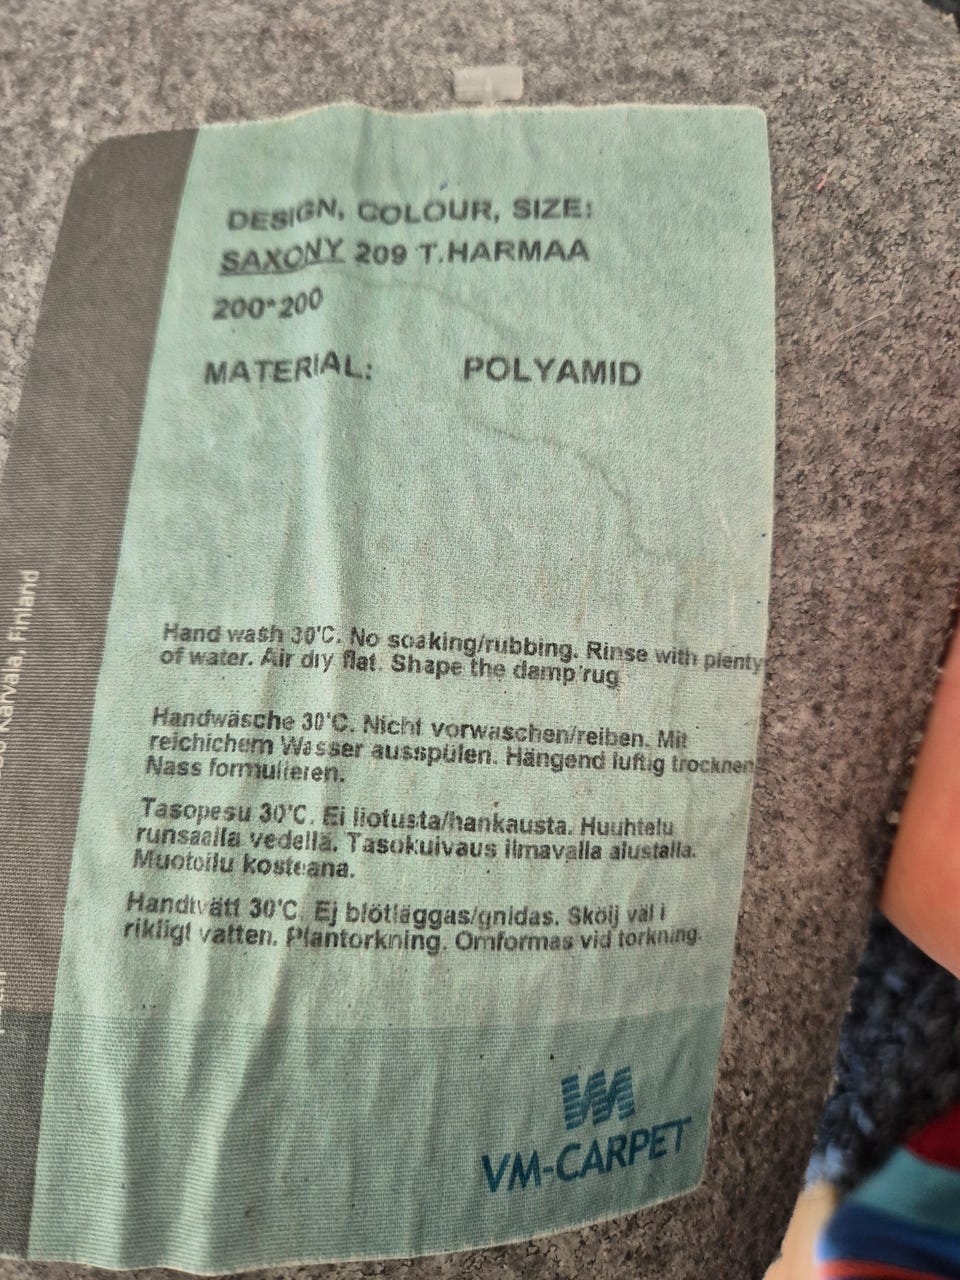 DESIGN, COLOUR, SIZE:
SAXONY 209 T.HARMAA
200*200
MATERIAL: POLYAMID
Hand wash 30'C. No soaking/rubbing. Rinse with plenty
of water. Air dry flat. Shape the damp rug
Handwäsche 30'C. Nicht vorwaschen/reiben. Mit
reichichem Wasser ausspülen. Hängend luftig trocknen
Nass formulieren.
Tasopesu 30'C. Ei liotusta/hankausta. Huuhtelu
runsaalla vedellä. Tasokuivaus ilmavalla alustalla.
Muotoilu kosteana.
Handtvätt 30'C. Ej blötläggas/gnidas. Skölj väl i
rikligt vatten. Plantorkning. Omformas vid torkning.
VM-CARPET
Karvala, Finland